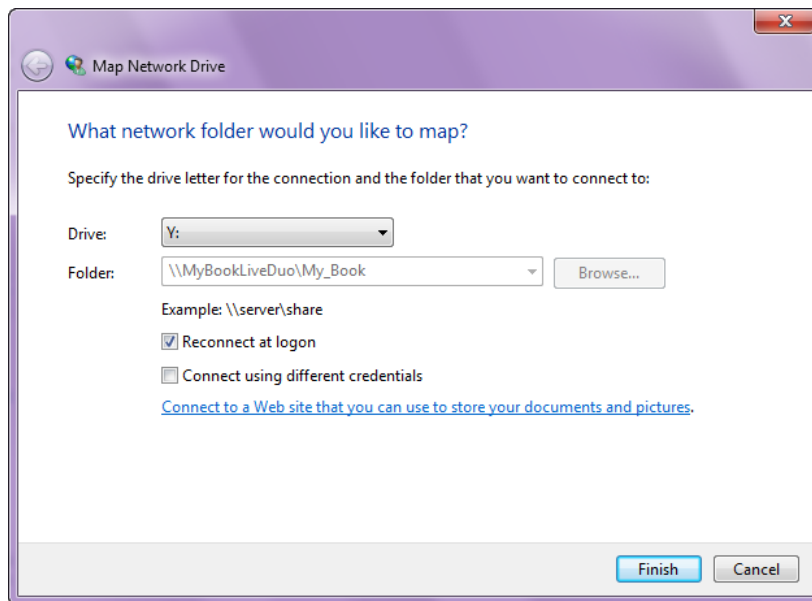 Map Network Drive
What network folder would you like to map?
Specify the drive letter for the connection and the folder that you want to connect to:
Drive: Y:
Folder: \\MyBookLiveDuo\My_Book Browse...
Example: \\server\share
Reconnect at logon
Connect using different credentials
Connect to a Web site that you can use to store your documents and pictures.
Finish Cancel